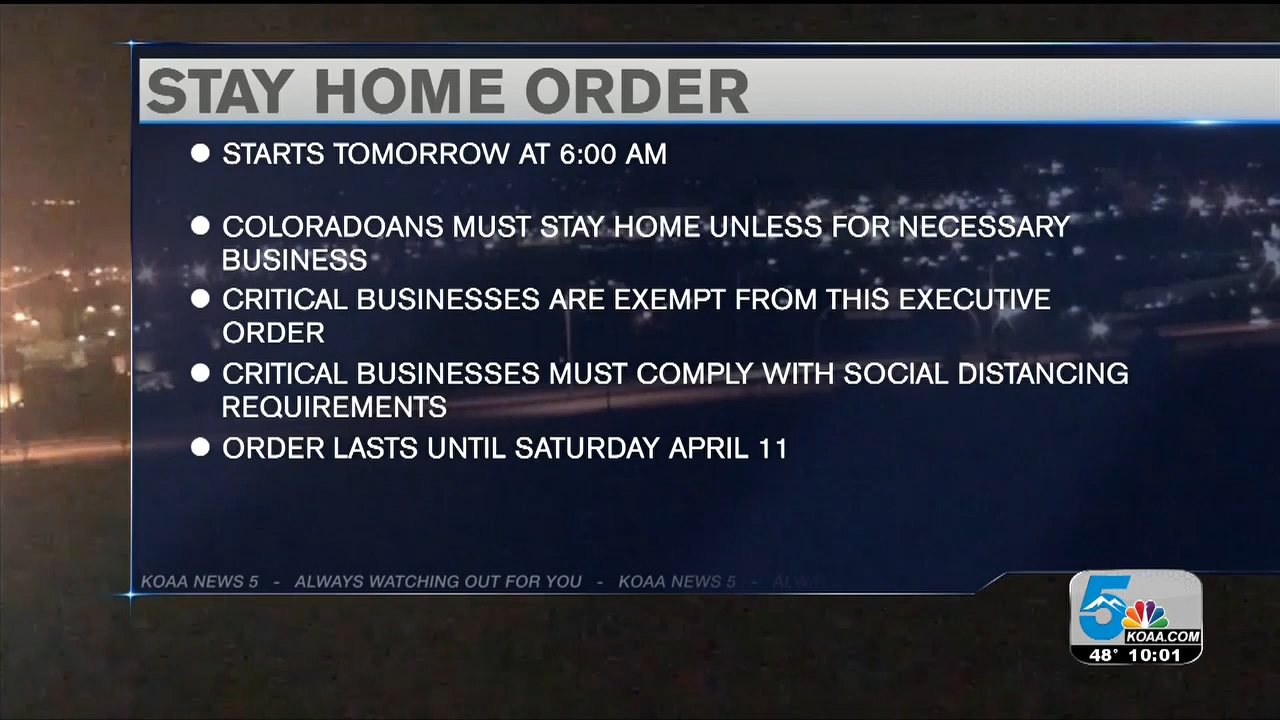 STAY HOME ORDER
● STARTS TOMORROW AT 6:00 AM
● COLORADOANS MUST STAY HOME UNLESS FOR NECESSARY
BUSINESS
● CRITICAL BUSINESSES ARE EXEMPT FROM THIS EXECUTIVE
ORDER
● CRITICAL BUSINESSES MUST COMPLY WITH SOCIAL DISTANCING
REQUIREMENTS
● ORDER LASTS UNTIL SATURDAY APRIL 11
KOAA NEWS 5 - ALWAYS WATCHING OUT FOR YOU - KOAA NEWS 5 - ALW
5
KOAA.COM
48° 10:01